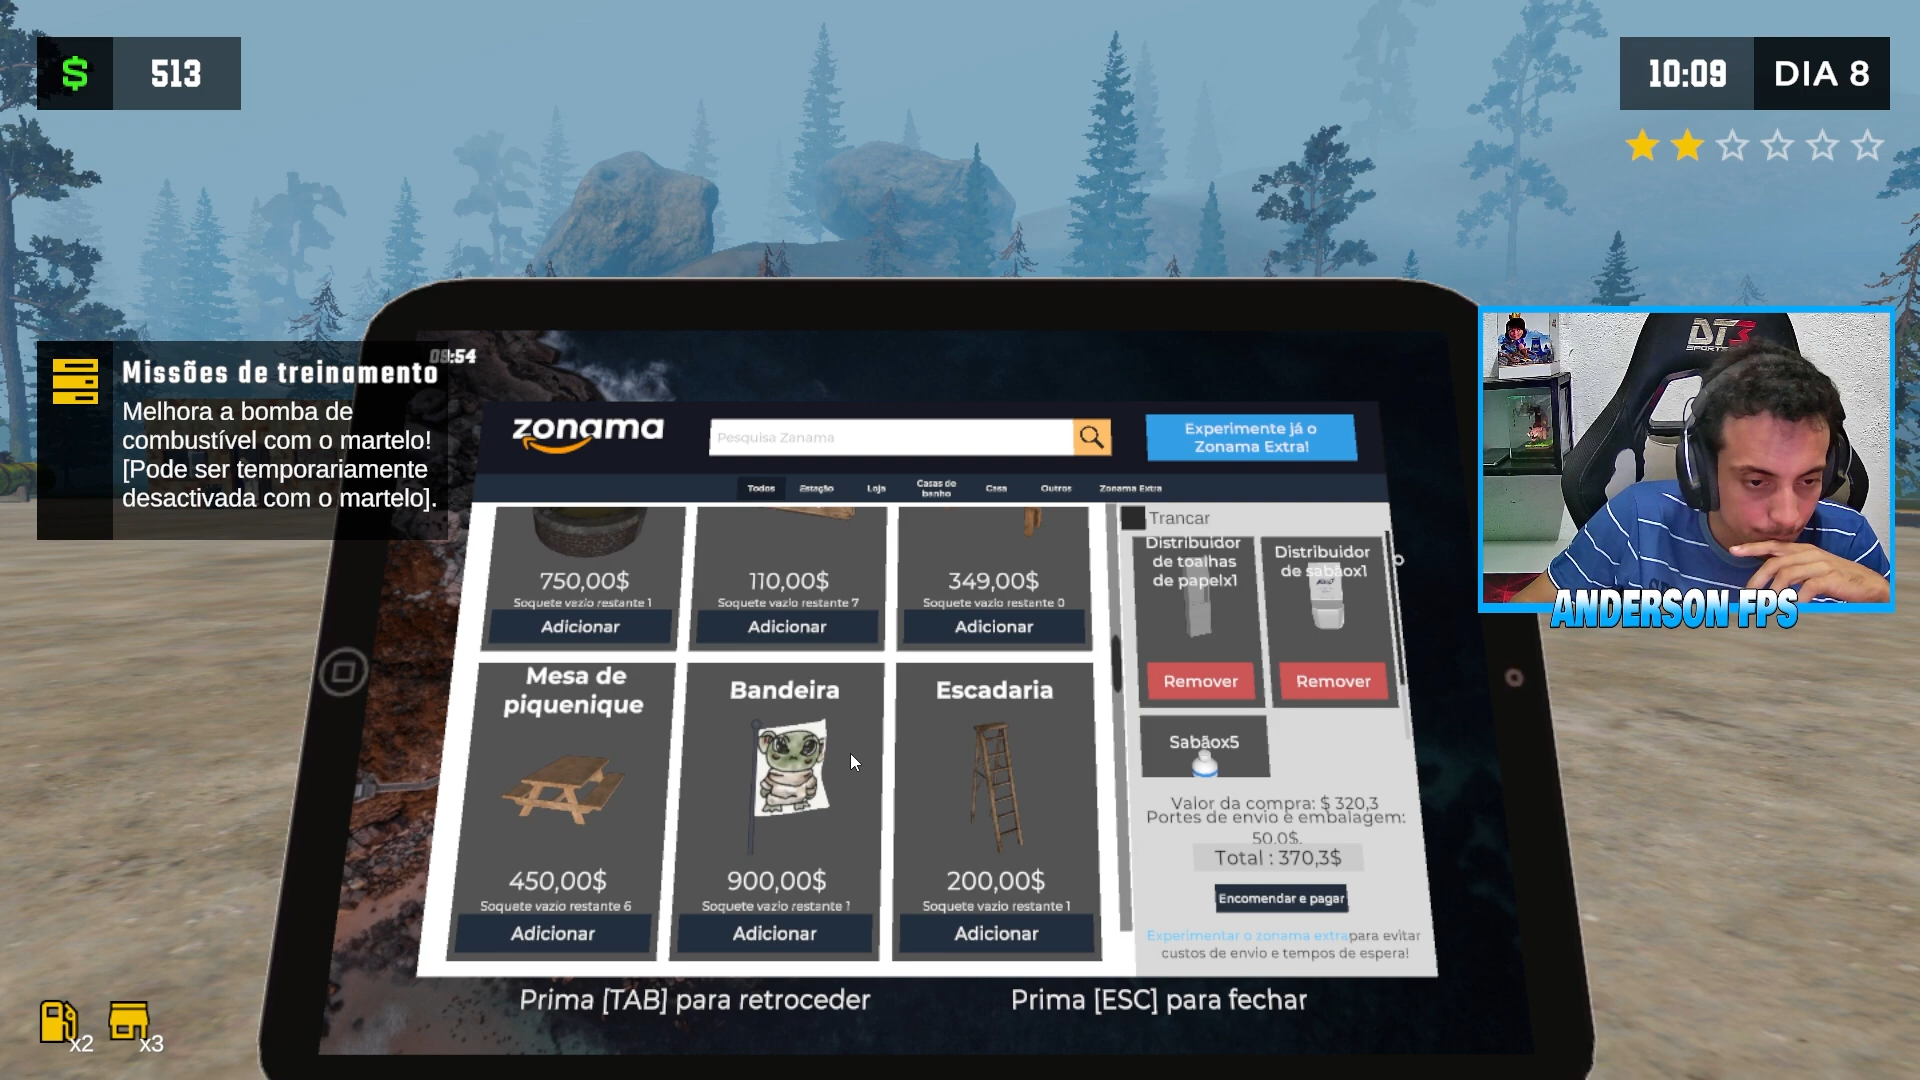 $ 513
10:09 DIA 8
DT3
SPORTS
09:54
Missões de treinamento
Melhora a bomba de
combustível com o martelo!
[Pode ser temporariamente
desactivada com o martelo].
zonama
Pesquisa Zonama
Experimente já o
Zonama Extra!
Todos
Estação
Loja
Casas de
banho
Casa
Outros
Zonama Extra
750,00$
Soquete vazio restante 1
Adicionar
110,00$
Soquete vazio restante 7
Adicionar
349,00$
Soquete vazio restante 0
Adicionar
Mesa de
piquenique
450,00$
Soquete vazio restante 6
Adicionar
Bandeira
900,00$
Soquete vazio restante 1
Adicionar
Escadaria
200,00$
Soquete vazio restante 1
Adicionar
Trancar
Distribuidor
de toalhas
de papelx1
Remover
Distribuidor
de sabãox1
Remover
Sabãox5
Valor da compra: $ 320,3
Portes de envio e embalagem:
50,0$.
Total : 370,3$
Encomendar e pagar
Experimentar o zonama extrapara evitar
custos de envio e tempos de espera!
ANDERSON FPS
Prima [TAB] para retroceder
Prima [ESC] para fechar
x2
x3